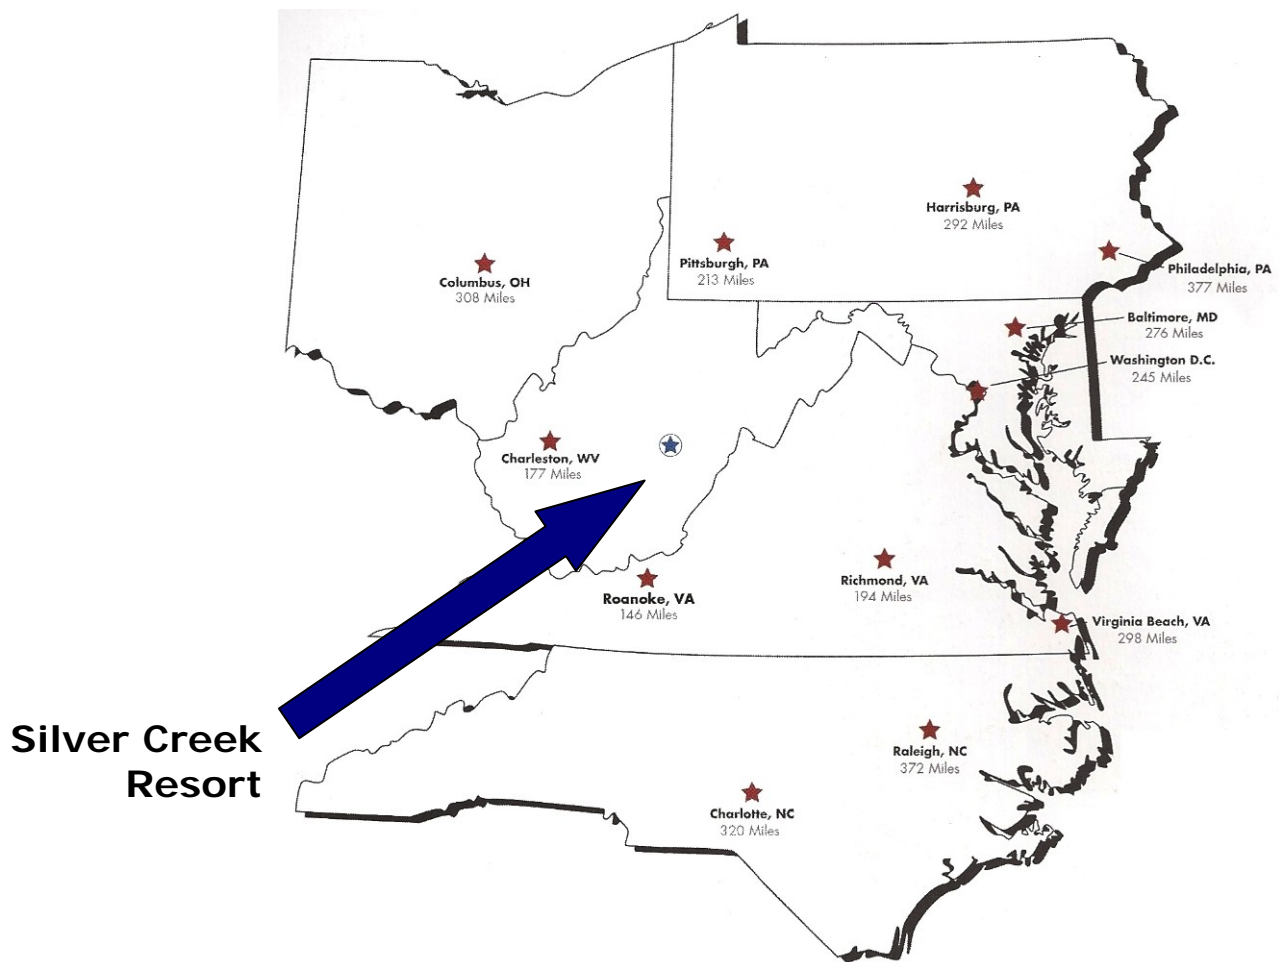 Harrisburg, PA
292 Miles
Pittsburgh, PA
213 Miles
Philadelphia, PA
377 Miles
Columbus, OH
308 Miles
Baltimore, MD
276 Miles
Washington D.C.
245 Miles
Charleston, WV
177 Miles
Richmond, VA
194 Miles
Roanoke, VA
146 Miles
Virginia Beach, VA
298 Miles
Silver Creek
Resort
Raleigh, NC
372 Miles
Charlotte, NC
320 Miles